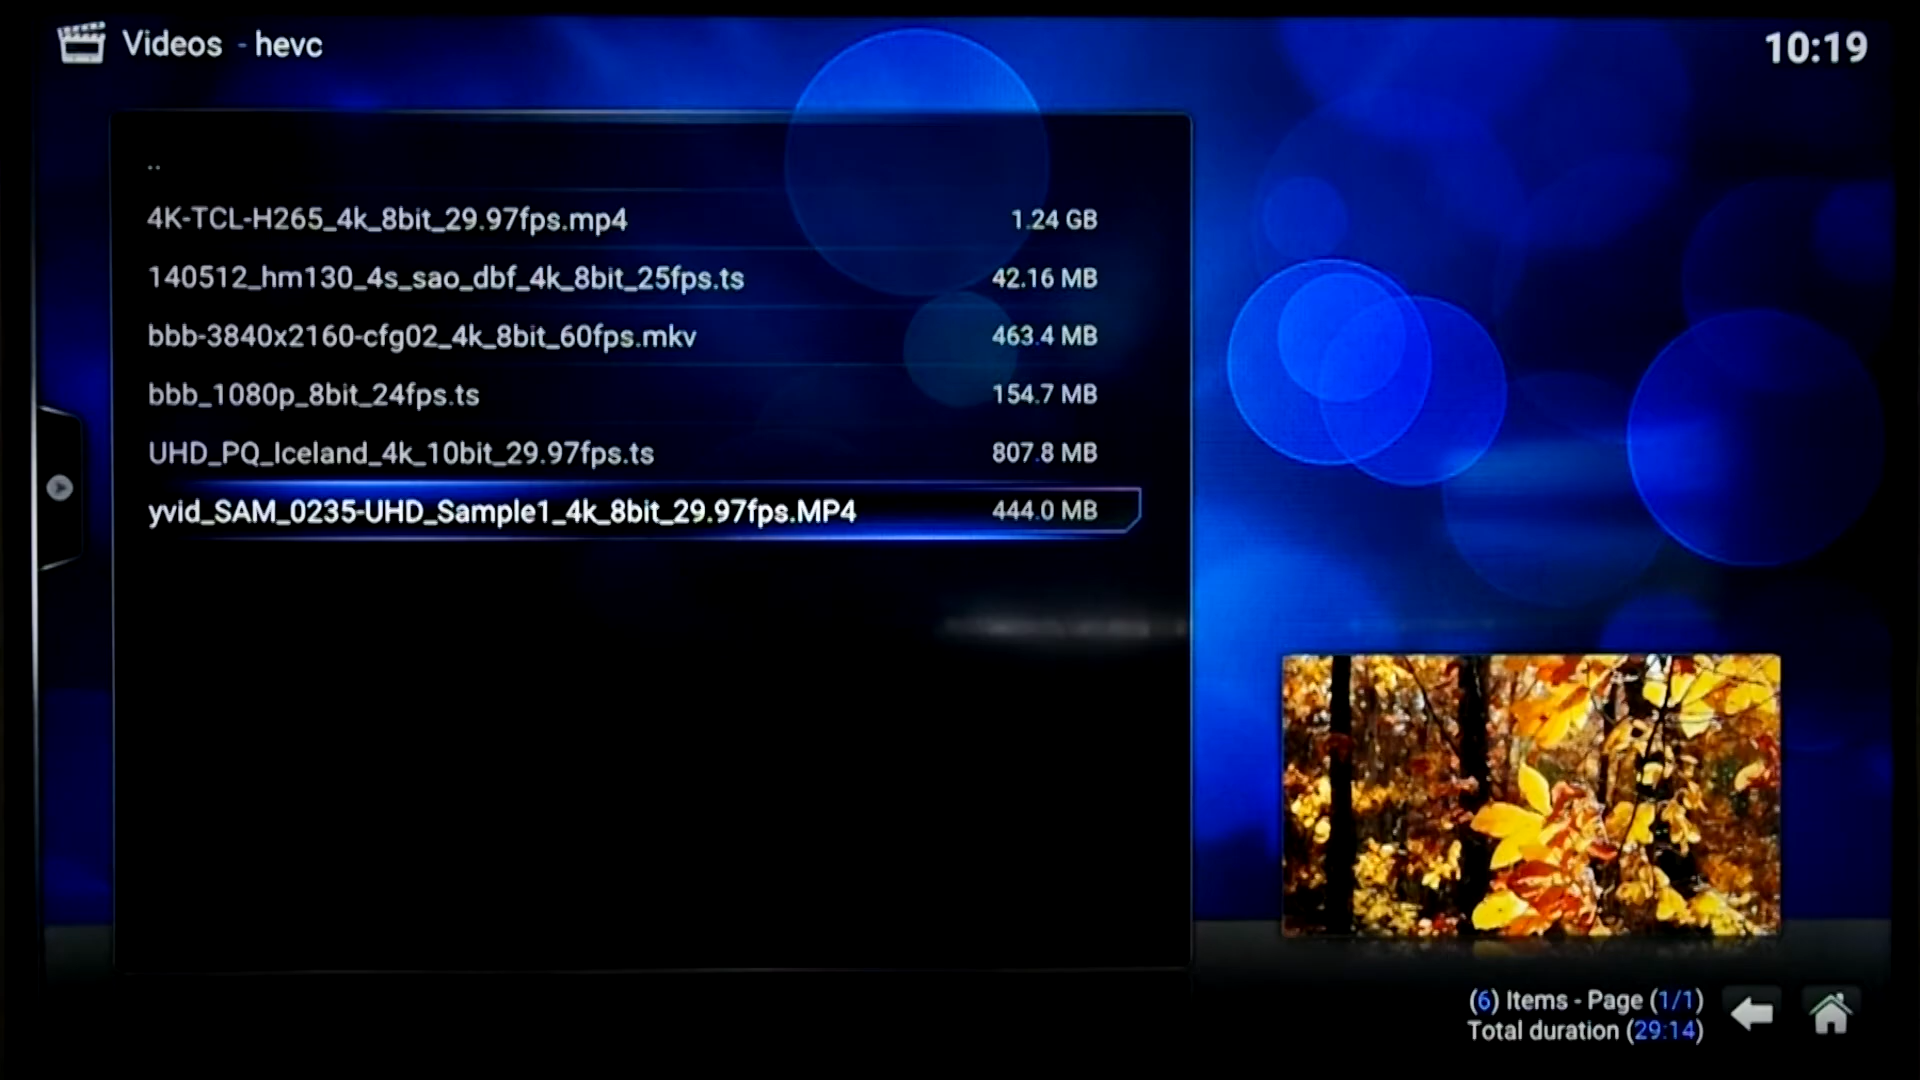 Videos - hevc
10:19
..
4K-TCL-H265_4k_8bit_29.97fps.mp4 1.24 GB
140512_hm130_4s_sao_dbf_4k_8bit_25fps.ts 42.16 MB
bbb-3840x2160-cfg02_4k_8bit_60fps.mkv 463.4 MB
bbb_1080p_8bit_24fps.ts 154.7 MB
UHD_PQ_Iceland_4k_10bit_29.97fps.ts 807.8 MB
yvid_SAM_0235-UHD_Sample1_4k_8bit_29.97fps.MP4 444.0 MB
(6) Items - Page (1/1)
Total duration (29:14)